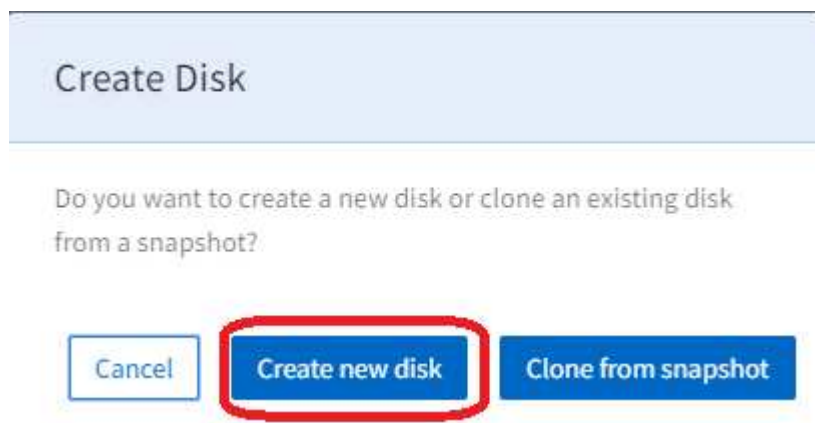 Create Disk
Do you want to create a new disk or clone an existing disk
from a snapshot?
Cancel
Create new disk
Clone from snapshot